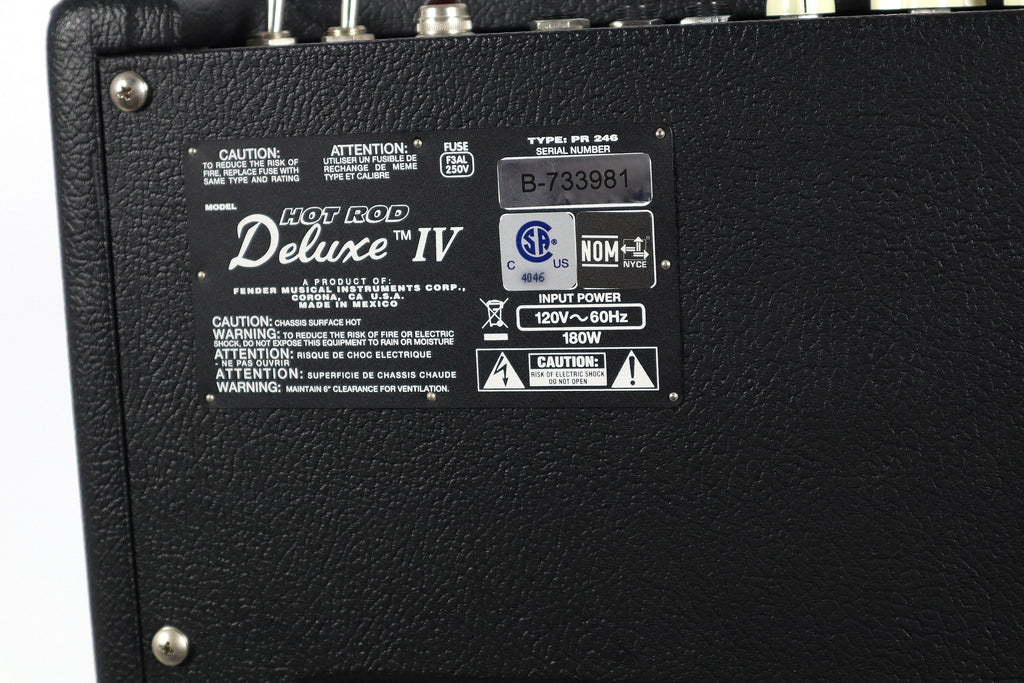 CAUTION:
TO REDUCE THE RISK OF
FIRE, REPLACE FUSE WITH
SAME TYPE AND RATING
ATTENTION:
UTILISER UN FUSIBLE DE
RECHANGE DE MEME
TYPE ET CALIBRE
FUSE
F3AL
250V
TYPE: PR 246
SERIAL NUMBER
B-733981
MODEL
HOT ROD
Deluxe™ IV
A PRODUCT OF:
FENDER MUSICAL INSTRUMENTS CORP.,
CORONA, CA U.S.A.
MADE IN MEXICO
SA ®
C US
4046
NOM
NYCE
INPUT POWER
120V～60Hz
180W
CAUTION: CHASSIS SURFACE HOT
WARNING: TO REDUCE THE RISK OF FIRE OR ELECTRIC
SHOCK, DO NOT EXPOSE THIS EQUIPMENT TO RAIN OR MOISTURE
ATTENTION: RISQUE DE CHOC ELECTRIQUE
- NE PAS OUVRIR
ATTENTION: SUPERFICIE DE CHASSIS CHAUDE
WARNING: MAINTAIN 6" CLEARANCE FOR VENTILATION.
CAUTION:
RISK OF ELECTRIC SHOCK
DO NOT OPEN